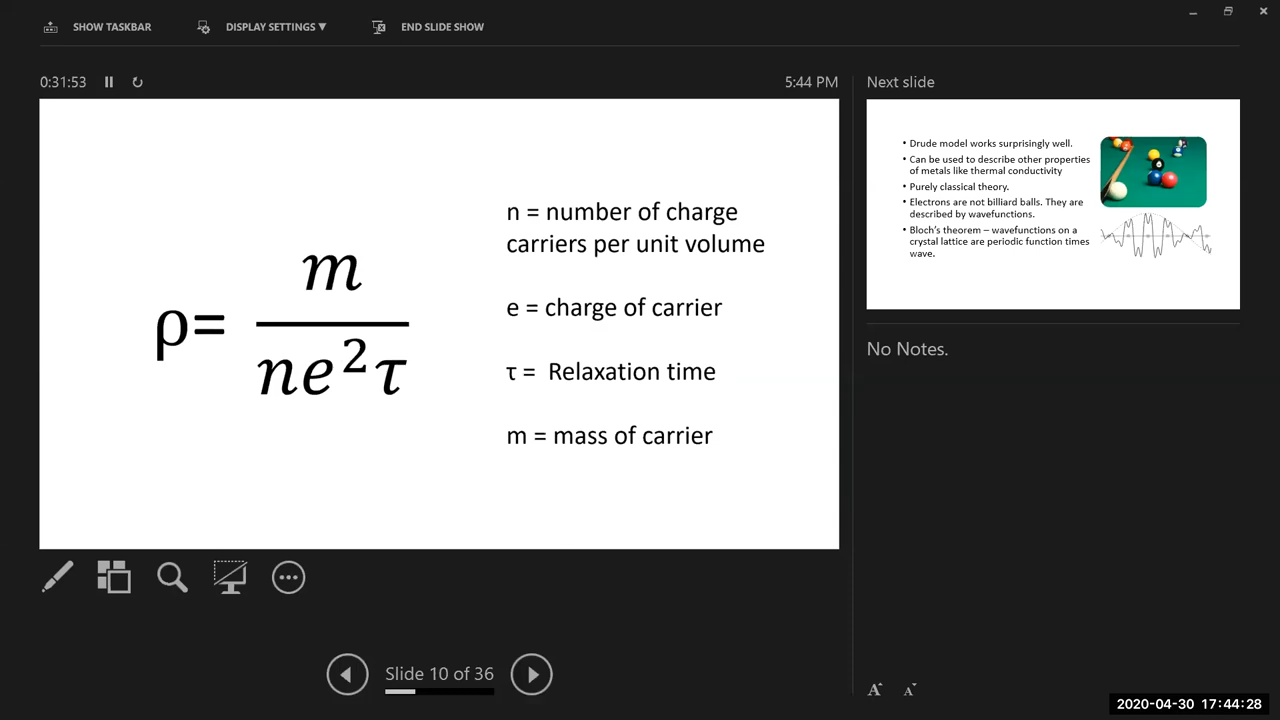 SHOW TASKBAR
DISPLAY SETTINGS ▼
END SLIDE SHOW
0:31:53
5:44 PM
ρ=
m
ne²τ
n = number of charge
carriers per unit volume
e = charge of carrier
τ = Relaxation time
m = mass of carrier
Next slide
• Drude model works surprisingly well.
• Can be used to describe other properties
of metals like thermal conductivity
• Purely classical theory.
• Electrons are not billiard balls. They are
described by wavefunctions.
• Bloch's theorem – wavefunctions on a
crystal lattice are periodic function times
wave.
No Notes.
Slide 10 of 36
A A
2020-04-30 17:44:28